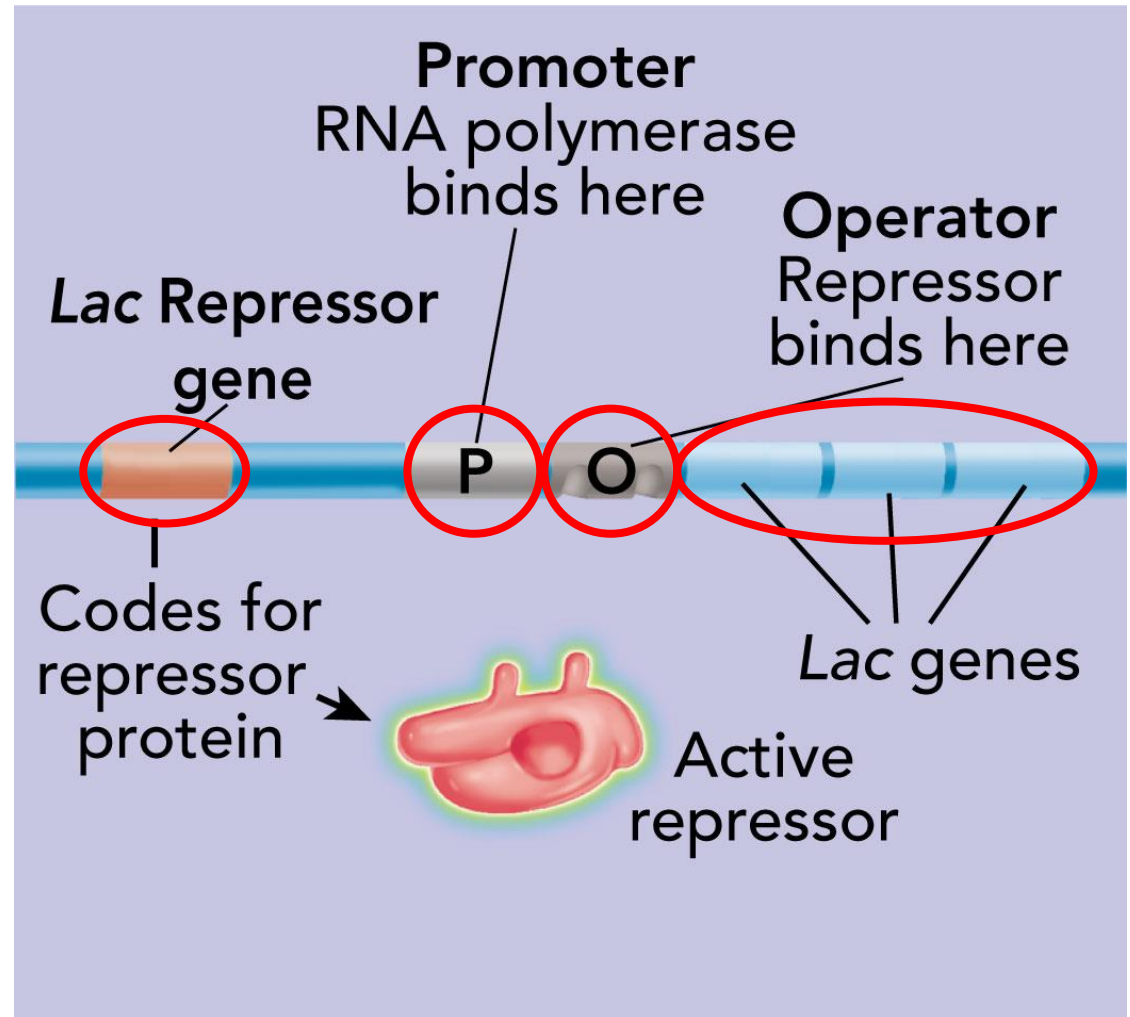 Promoter
RNA polymerase
binds here
Operator
Repressor
binds here
Lac Repressor
gene
P
O
Codes for
repressor
protein
Lac genes
Active
repressor